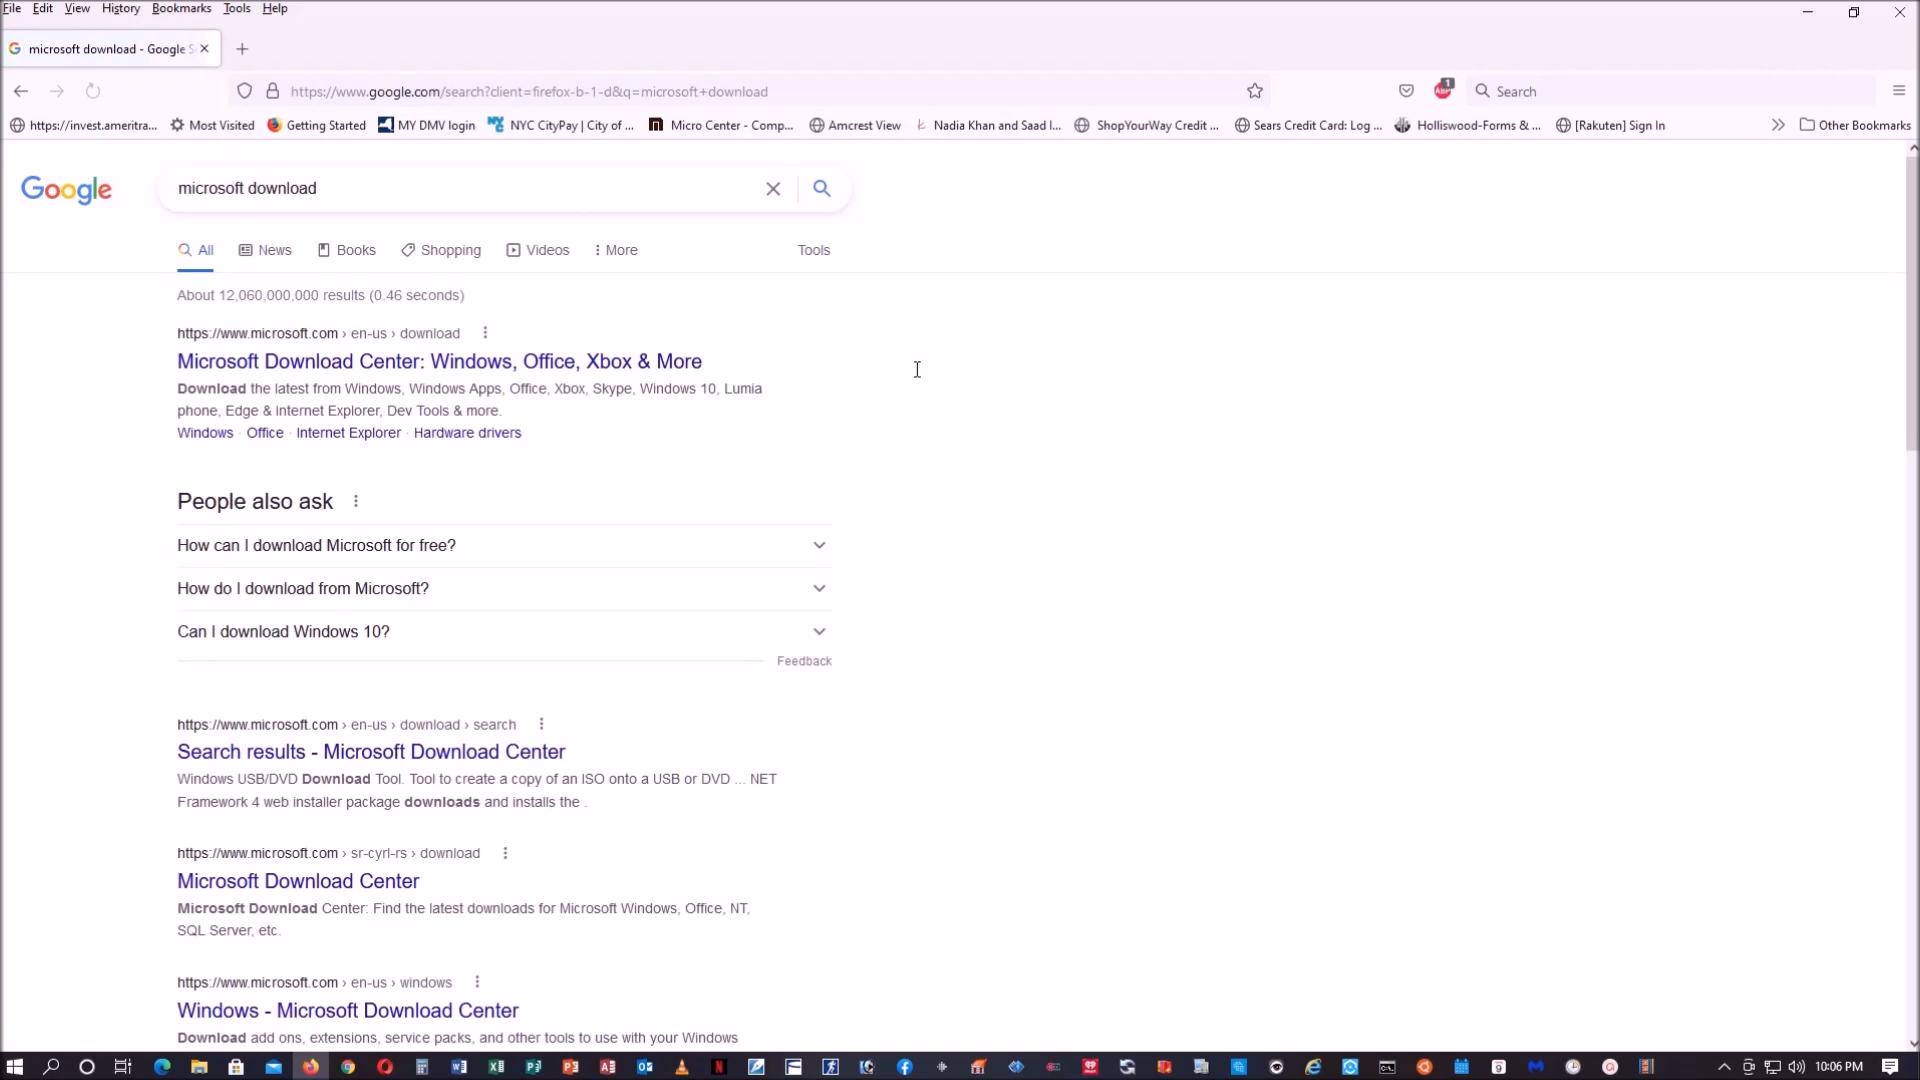 File Edit View History Bookmarks Tools Help
microsoft download - Google S
https://www.google.com/search?client=firefox-b-1-d&q=microsoft+download
1
ABP
Search
https://invest.ameritra... Most Visited Getting Started MY DMV login NYC CityPay | City of ... Micro Center - Comp... Amcrest View Nadia Khan and Saad I... ShopYourWay Credit ... Sears Credit Card: Log ... Holliswood-Forms & ... [Rakuten] Sign In Other Bookmarks
Google
microsoft download
All News Books Shopping Videos More Tools
About 12,060,000,000 results (0.46 seconds)
https://www.microsoft.com › en-us › download
Microsoft Download Center: Windows, Office, Xbox & More
Download the latest from Windows, Windows Apps, Office, Xbox, Skype, Windows 10, Lumia
phone, Edge & Internet Explorer, Dev Tools & more.
Windows · Office · Internet Explorer · Hardware drivers
People also ask
How can I download Microsoft for free?
How do I download from Microsoft?
Can I download Windows 10?
Feedback
https://www.microsoft.com › en-us › download › search
Search results - Microsoft Download Center
Windows USB/DVD Download Tool. Tool to create a copy of an ISO onto a USB or DVD ... NET
Framework 4 web installer package downloads and installs the .
https://www.microsoft.com › sr-cyrl-rs › download
Microsoft Download Center
Microsoft Download Center: Find the latest downloads for Microsoft Windows, Office, NT,
SQL Server, etc.
https://www.microsoft.com › en-us › windows
Windows - Microsoft Download Center
Download add ons, extensions, service packs, and other tools to use with your Windows
10:06 PM